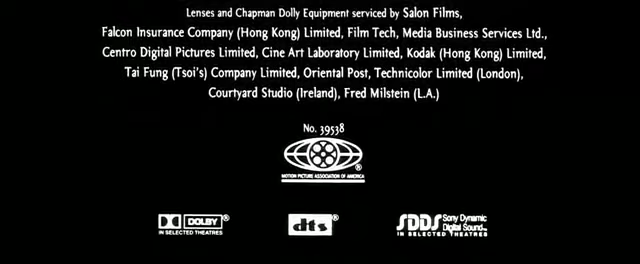 Lenses and Chapman Dolly Equipment serviced by Salon Films,
Falcon Insurance Company (Hong Kong) Limited, Film Tech, Media Business Services Ltd.,
Centro Digital Pictures Limited, Cine Art Laboratory Limited, Kodak (Hong Kong) Limited,
Tai Fung (Tsoi's) Company Limited, Oriental Post, Technicolor Limited (London),
Courtyard Studio (Ireland), Fred Milstein (L.A.)
No. 39538
®
MOTION PICTURE ASSOCIATION OF AMERICA
DOLBY®
IN SELECTED THEATRES
dts®
SDDS Sony Dynamic
Digital Sound™
IN SELECTED THEATRES